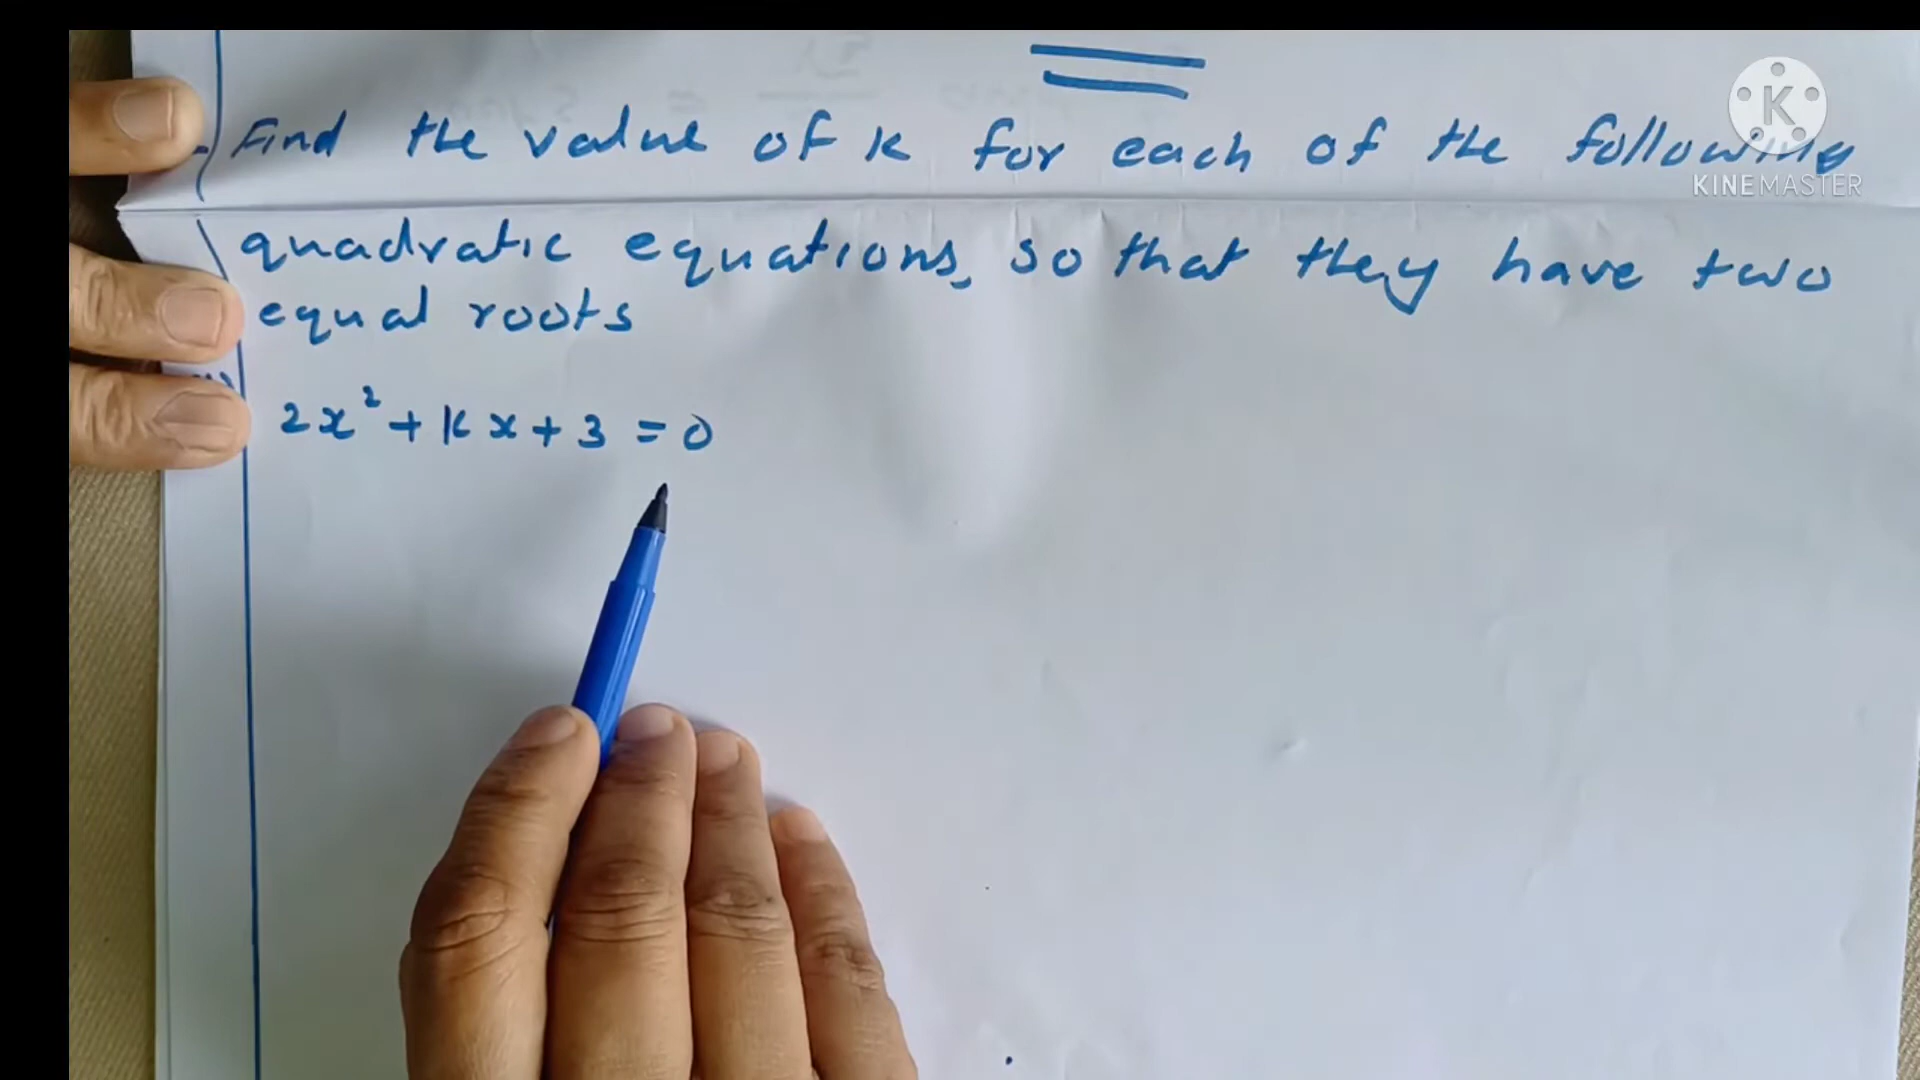 Find the value of k for each of the following
quadratic equations, so that they have two
equal roots
2x² + kx + 3 = 0
K
KINEMASTER